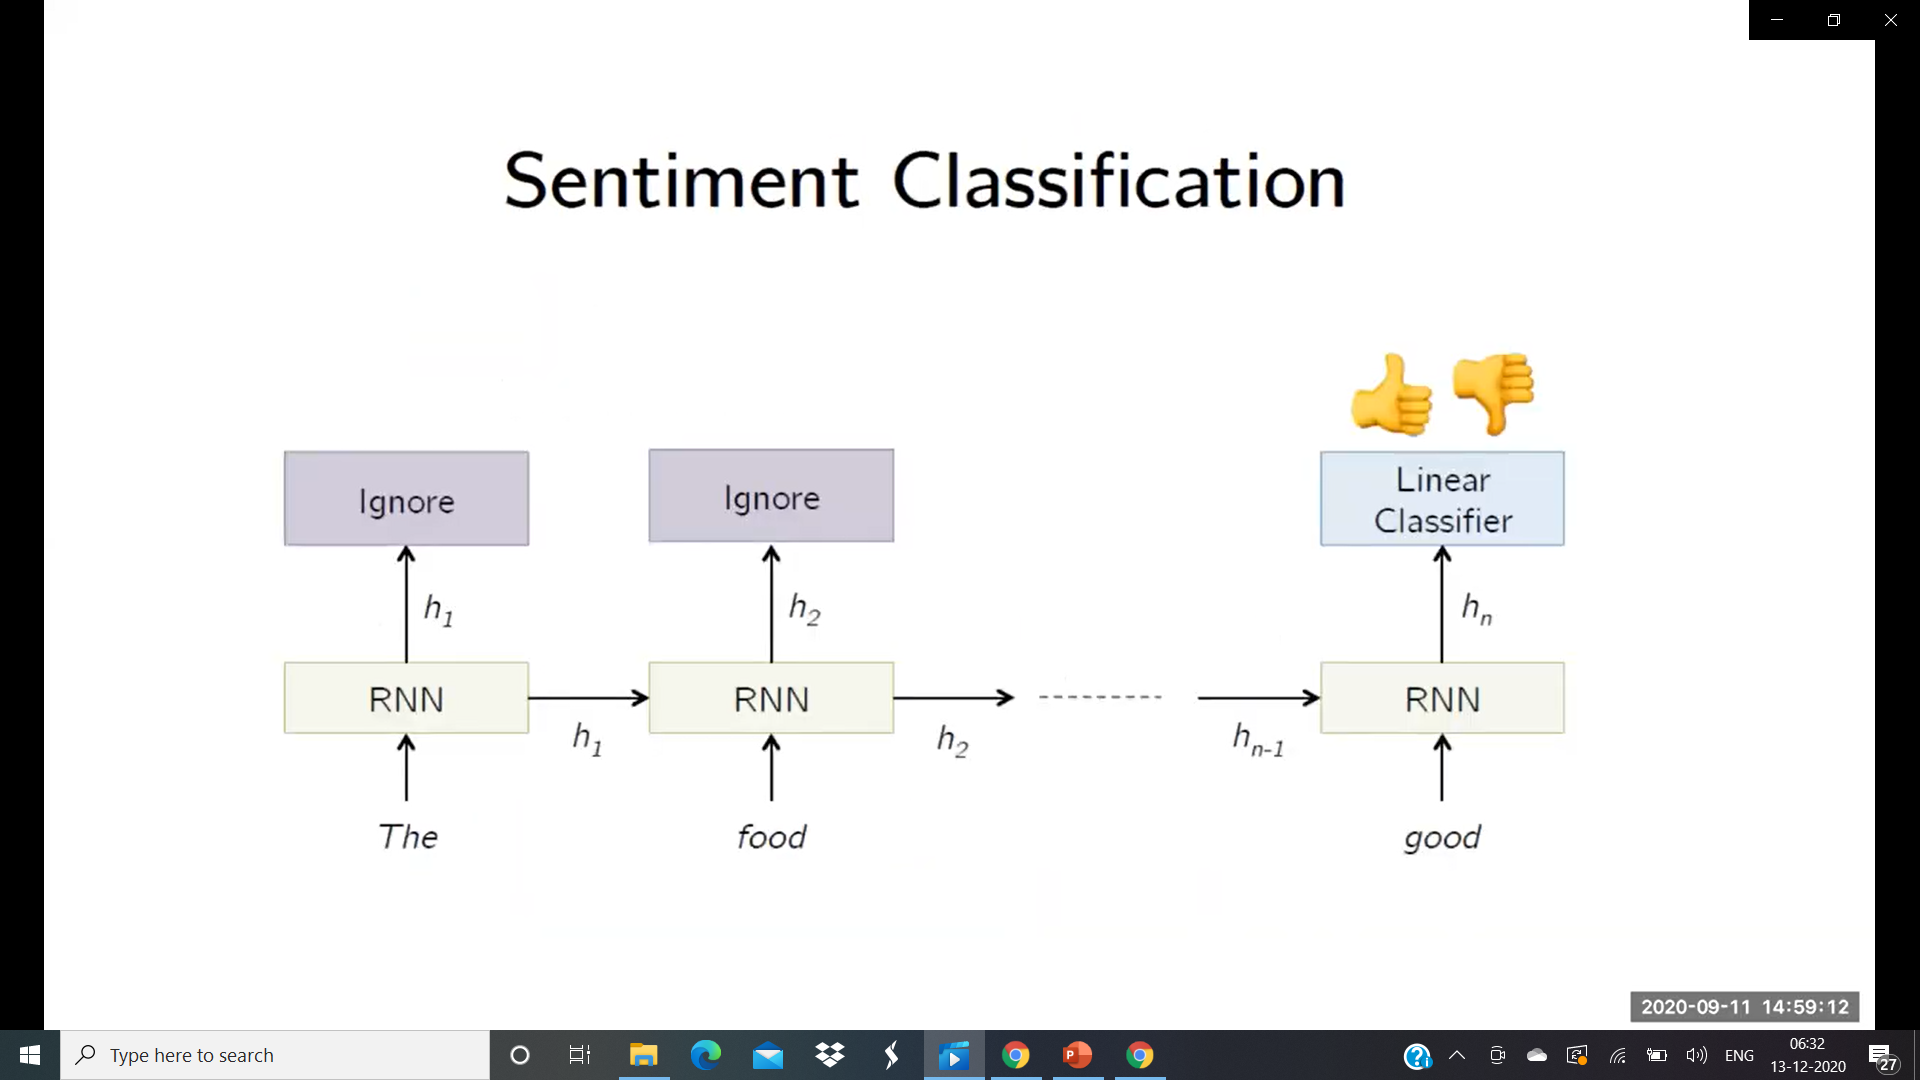 Sentiment Classification
Ignore
Ignore
Linear
Classifier
h1
h2
hn
RNN
RNN
RNN
h1
h2
hn-1
The
food
good
2020-09-11 14:59:12
Type here to search
ENG
06:32
13-12-2020
27